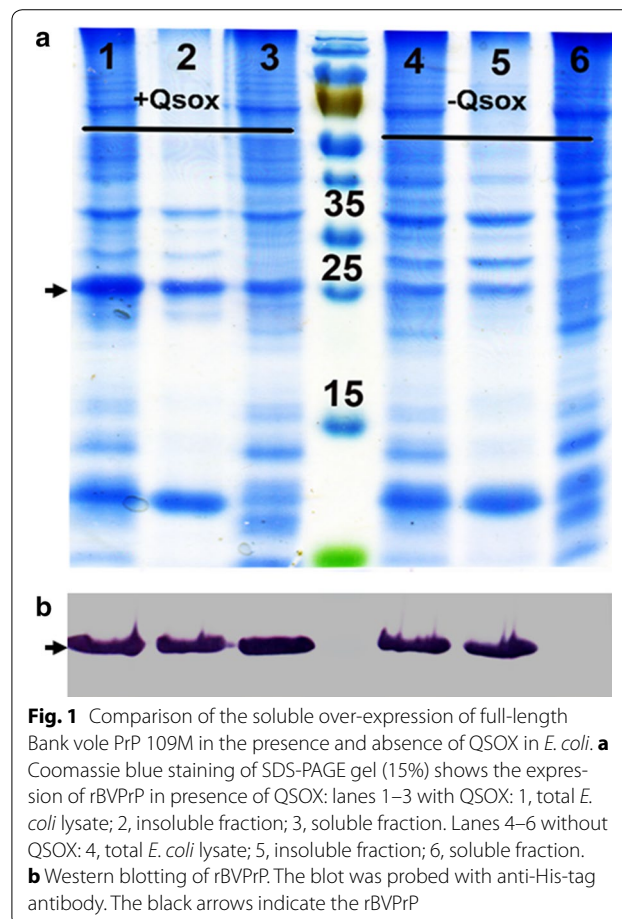 a
1 2 3 4 5 6
+Qsox -Qsox
35
25
15
b
Fig. 1 Comparison of the soluble over-expression of full-length
Bank vole PrP 109M in the presence and absence of QSOX in E. coli. a
Coomassie blue staining of SDS-PAGE gel (15%) shows the expres-
sion of rBVPrP in presence of QSOX: lanes 1–3 with QSOX: 1, total E.
coli lysate; 2, insoluble fraction; 3, soluble fraction. Lanes 4–6 without
QSOX: 4, total E. coli lysate; 5, insoluble fraction; 6, soluble fraction.
b Western blotting of rBVPrP. The blot was probed with anti-His-tag
antibody. The black arrows indicate the rBVPrP